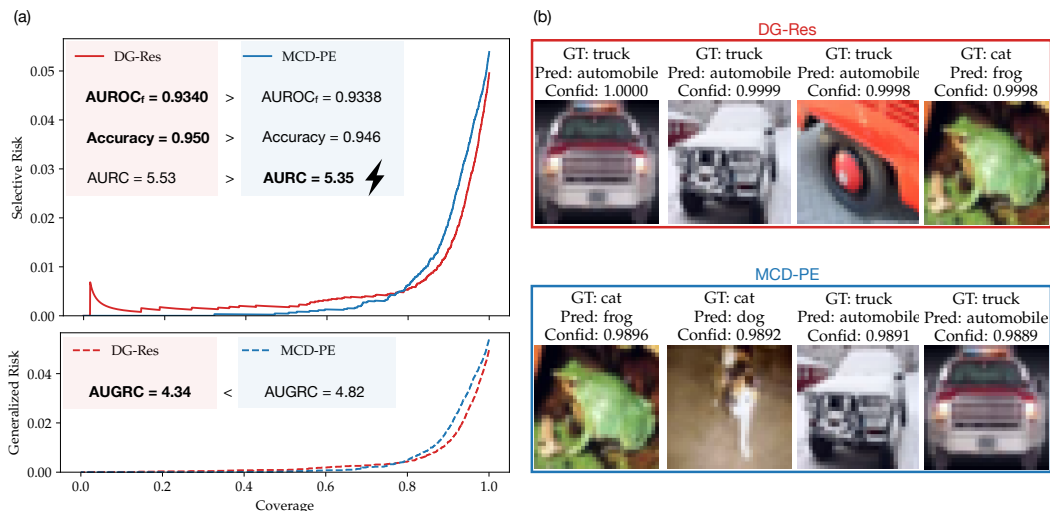 (a)
DG-Res
MCD-PE
AUROCf = 0.9340 > AUROCf = 0.9338
Accuracy = 0.950 > Accuracy = 0.946
AURC = 5.53 > AURC = 5.35
Selective Risk
0.05
0.04
0.03
0.02
0.01
0.00
DG-Res
MCD-PE
AUGRC = 4.34 < AUGRC = 4.82
Generalized Risk
0.04
0.02
0.00
0.0 0.2 0.4 0.6 0.8 1.0
Coverage
(b)
DG-Res
GT: truck
Pred: automobile
Confid: 1.0000
GT: truck
Pred: automobile
Confid: 0.9999
GT: truck
Pred: automobile
Confid: 0.9998
GT: cat
Pred: frog
Confid: 0.9998
MCD-PE
GT: cat
Pred: frog
Confid: 0.9896
GT: cat
Pred: dog
Confid: 0.9892
GT: truck
Pred: automobile
Confid: 0.9891
GT: truck
Pred: automobile
Confid: 0.9889